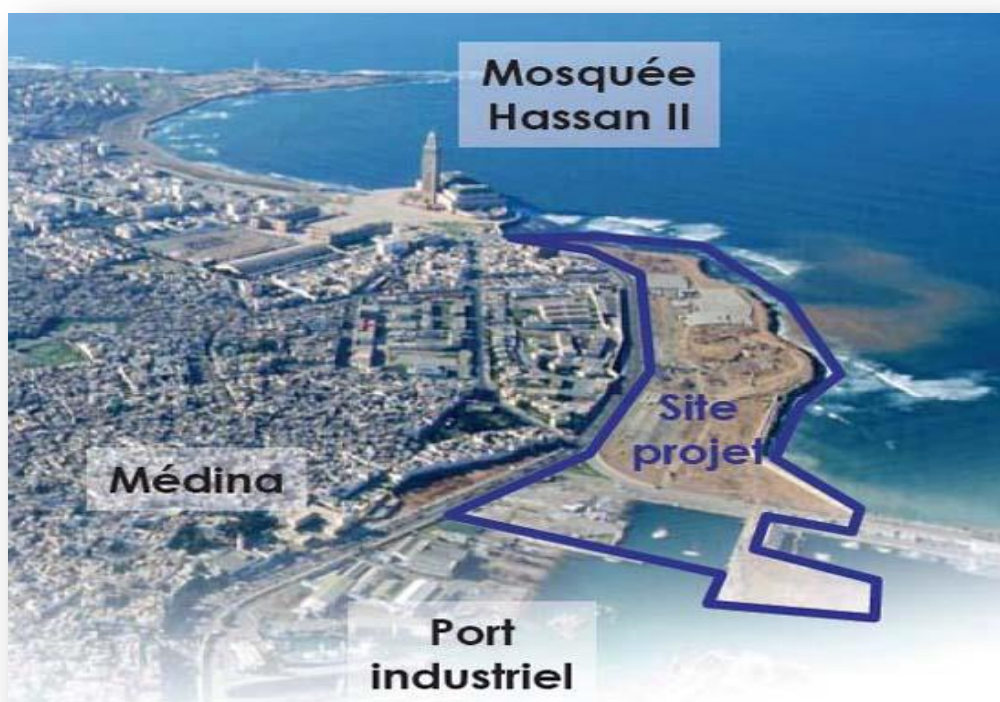 Mosquée
Hassan II
Site
projet
Médina
Port
industriel